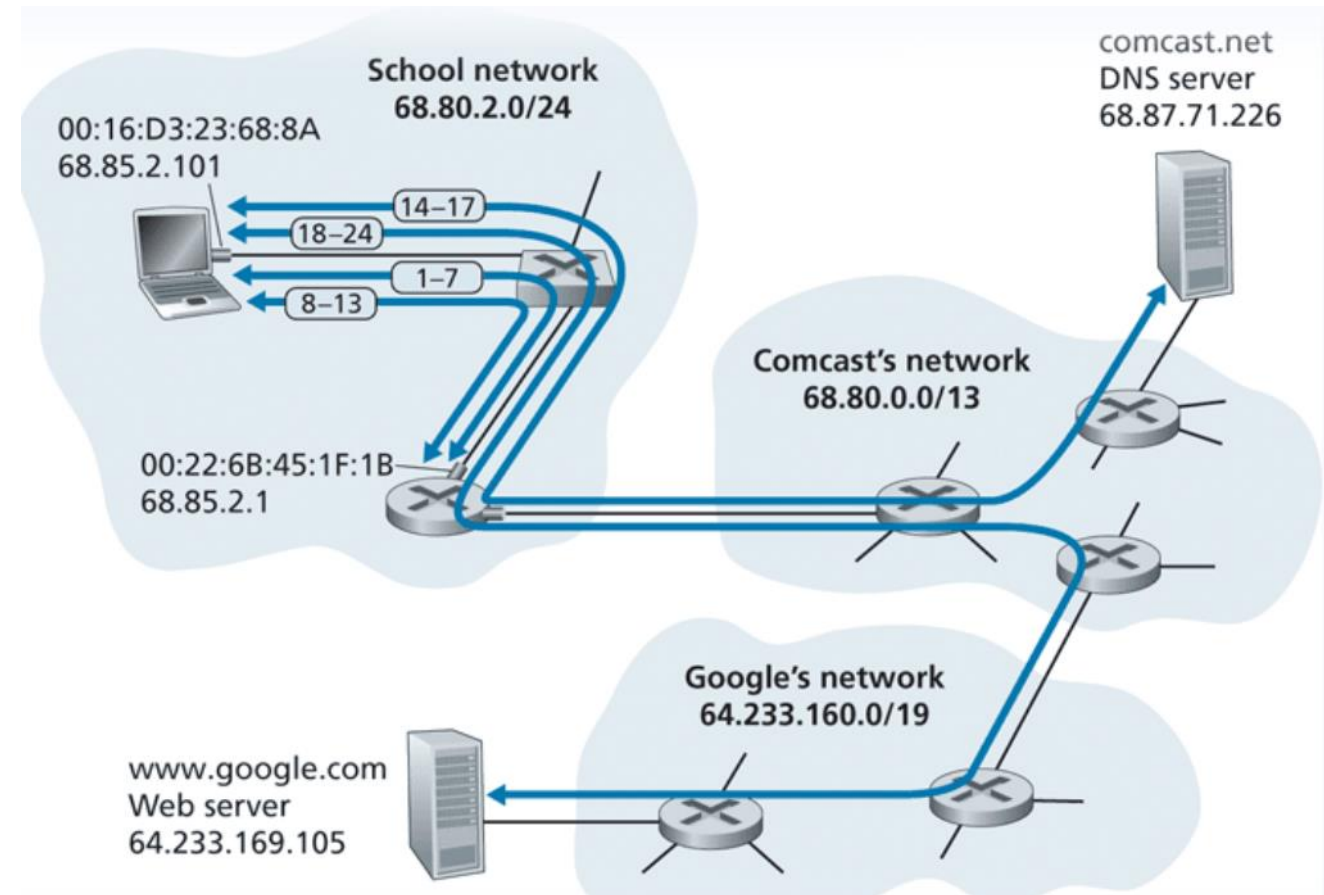 School network
68.80.2.0/24
comcast.net
DNS server
68.87.71.226
00:16:D3:23:68:8A
68.85.2.101
14–17
18–24
1–7
8–13
Comcast's network
68.80.0.0/13
00:22:6B:45:1F:1B
68.85.2.1
Google's network
64.233.160.0/19
www.google.com
Web server
64.233.169.105